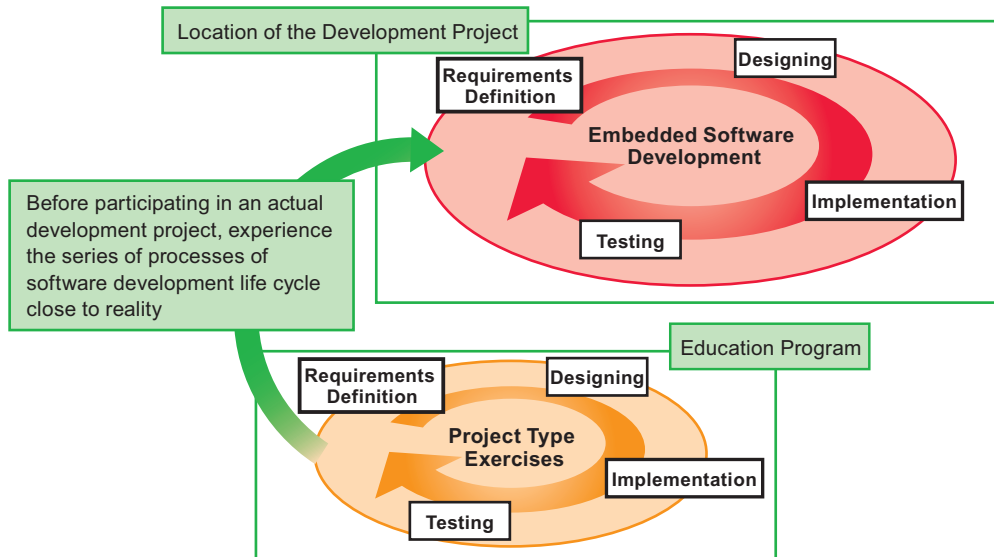 Location of the Development Project
Designing
Requirements
Definition
Embedded Software
Development
Implementation
Testing
Before participating in an actual
development project, experience
the series of processes of
software development life cycle
close to reality
Education Program
Requirements
Definition
Designing
Project Type
Exercises
Implementation
Testing